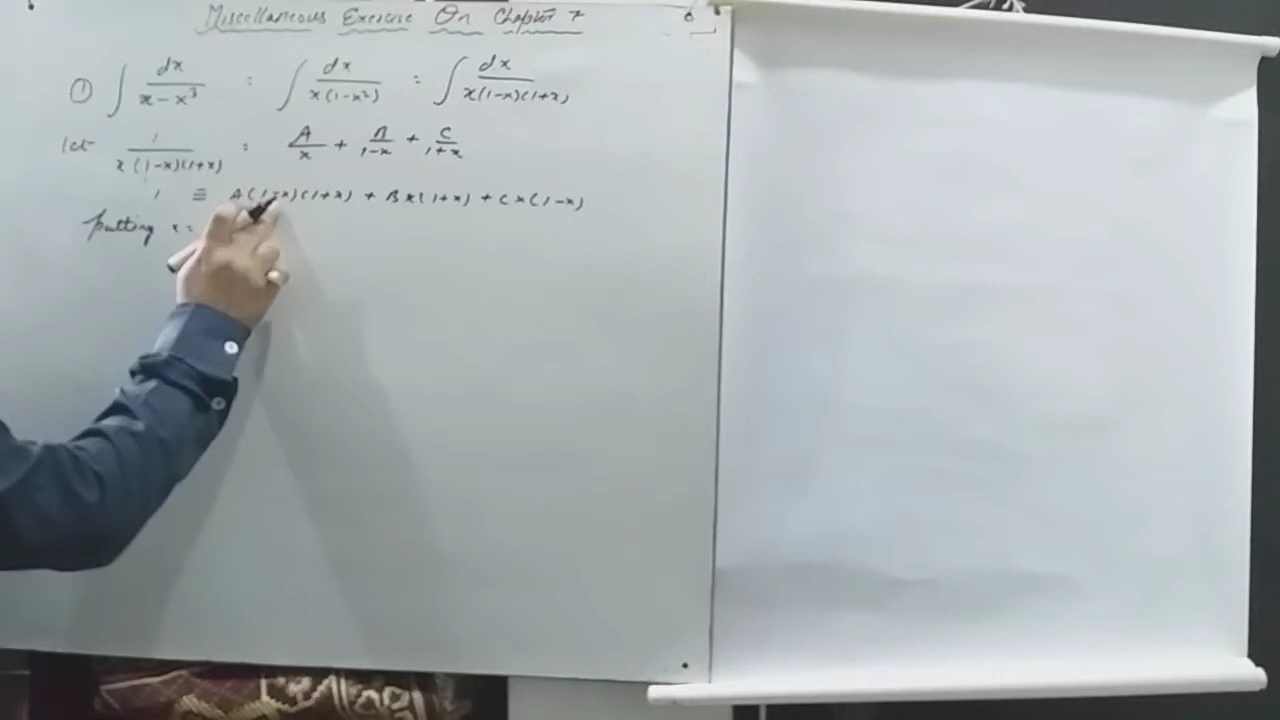 Miscellaneous Exercise On Chapter 7
① ∫ dx/(x - x³) = ∫ dx/(x(1-x²)) = ∫ dx/(x(1-x)(1+x))
let 1/(x(1-x)(1+x)) = A/x + B/(1-x) + C/(1+x)
1 ≡ A(1-x)(1+x) + Bx(1+x) + Cx(1-x)
putting x =